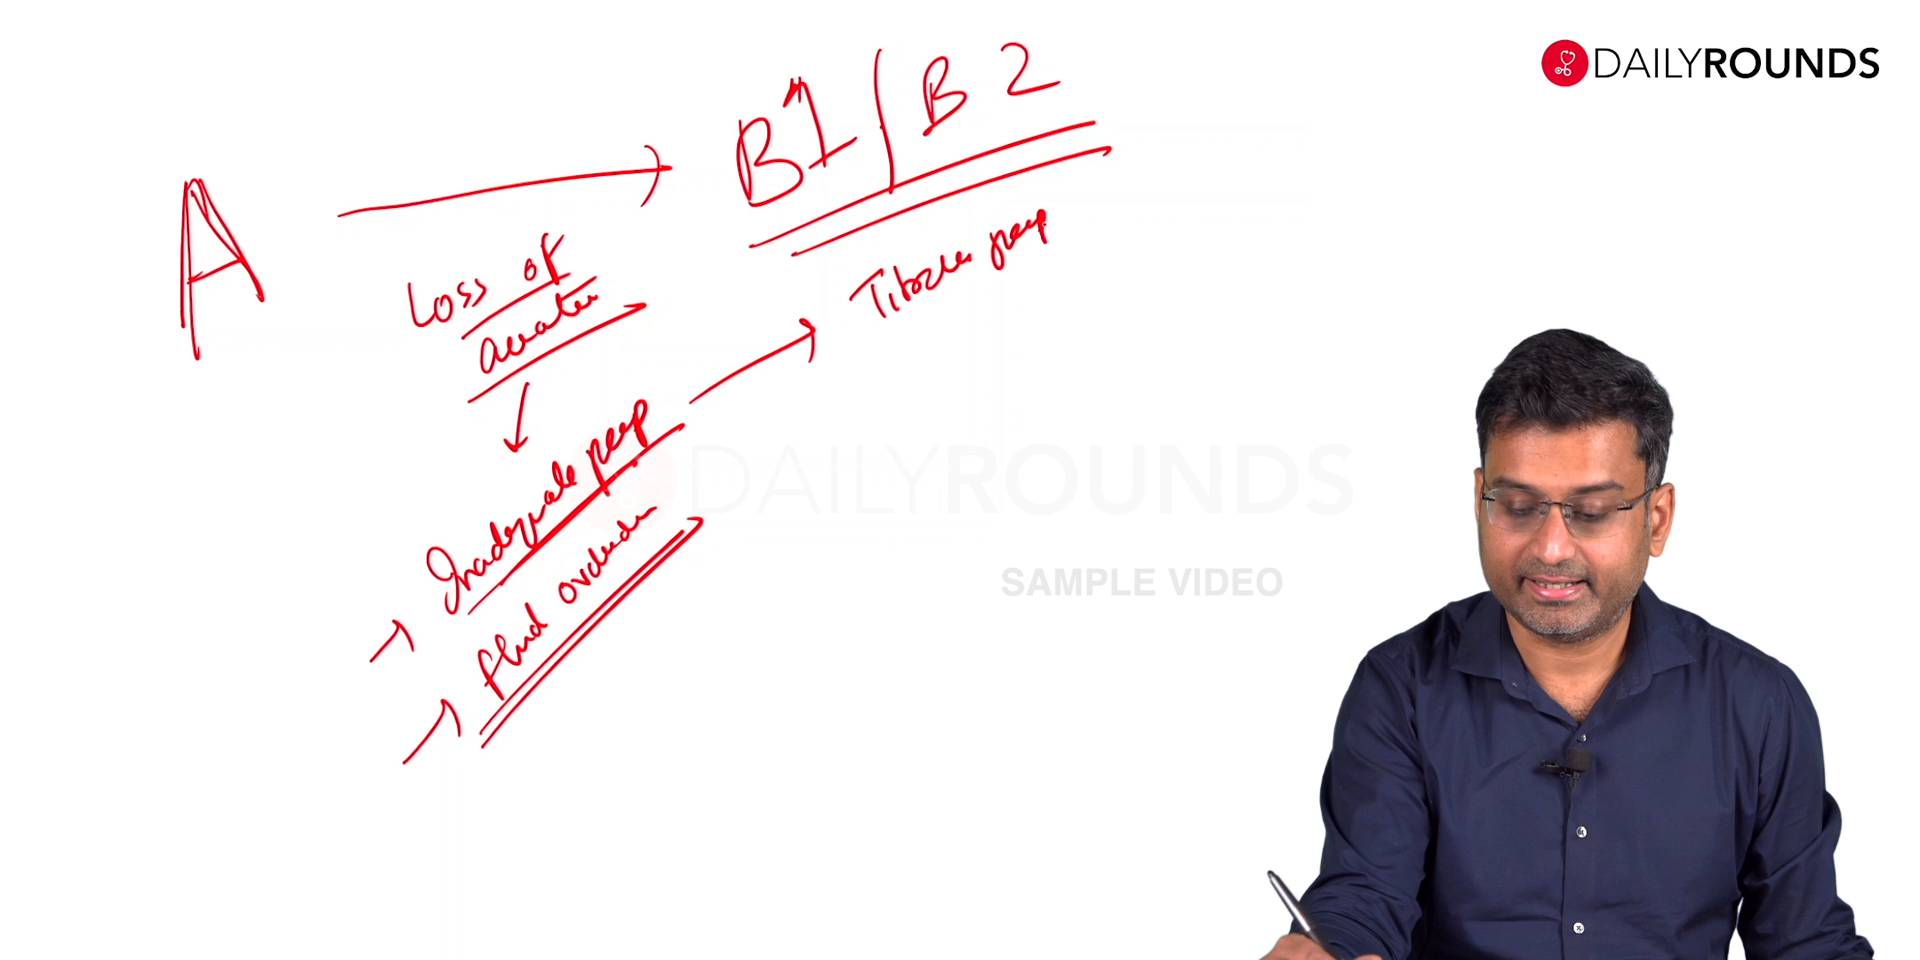 DAILYROUNDS
A → B1/B2
Loss of
aeration
Titrate peep
Inadequate peep
fluid overload
DAILYROUNDS
SAMPLE VIDEO